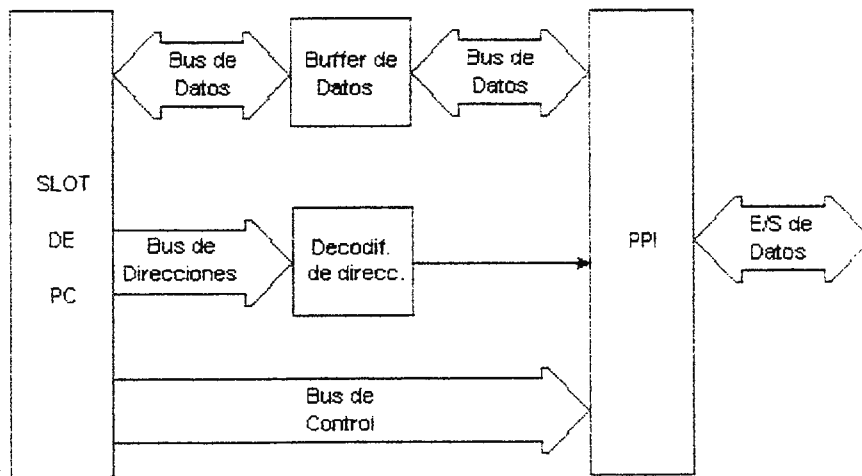 Bus de
Datos
Buffer de
Datos
Bus de
Datos
SLOT
DE
PC
Bus de
Direcciones
Decodif.
de direcc.
PPI
E/S de
Datos
Bus de
Control